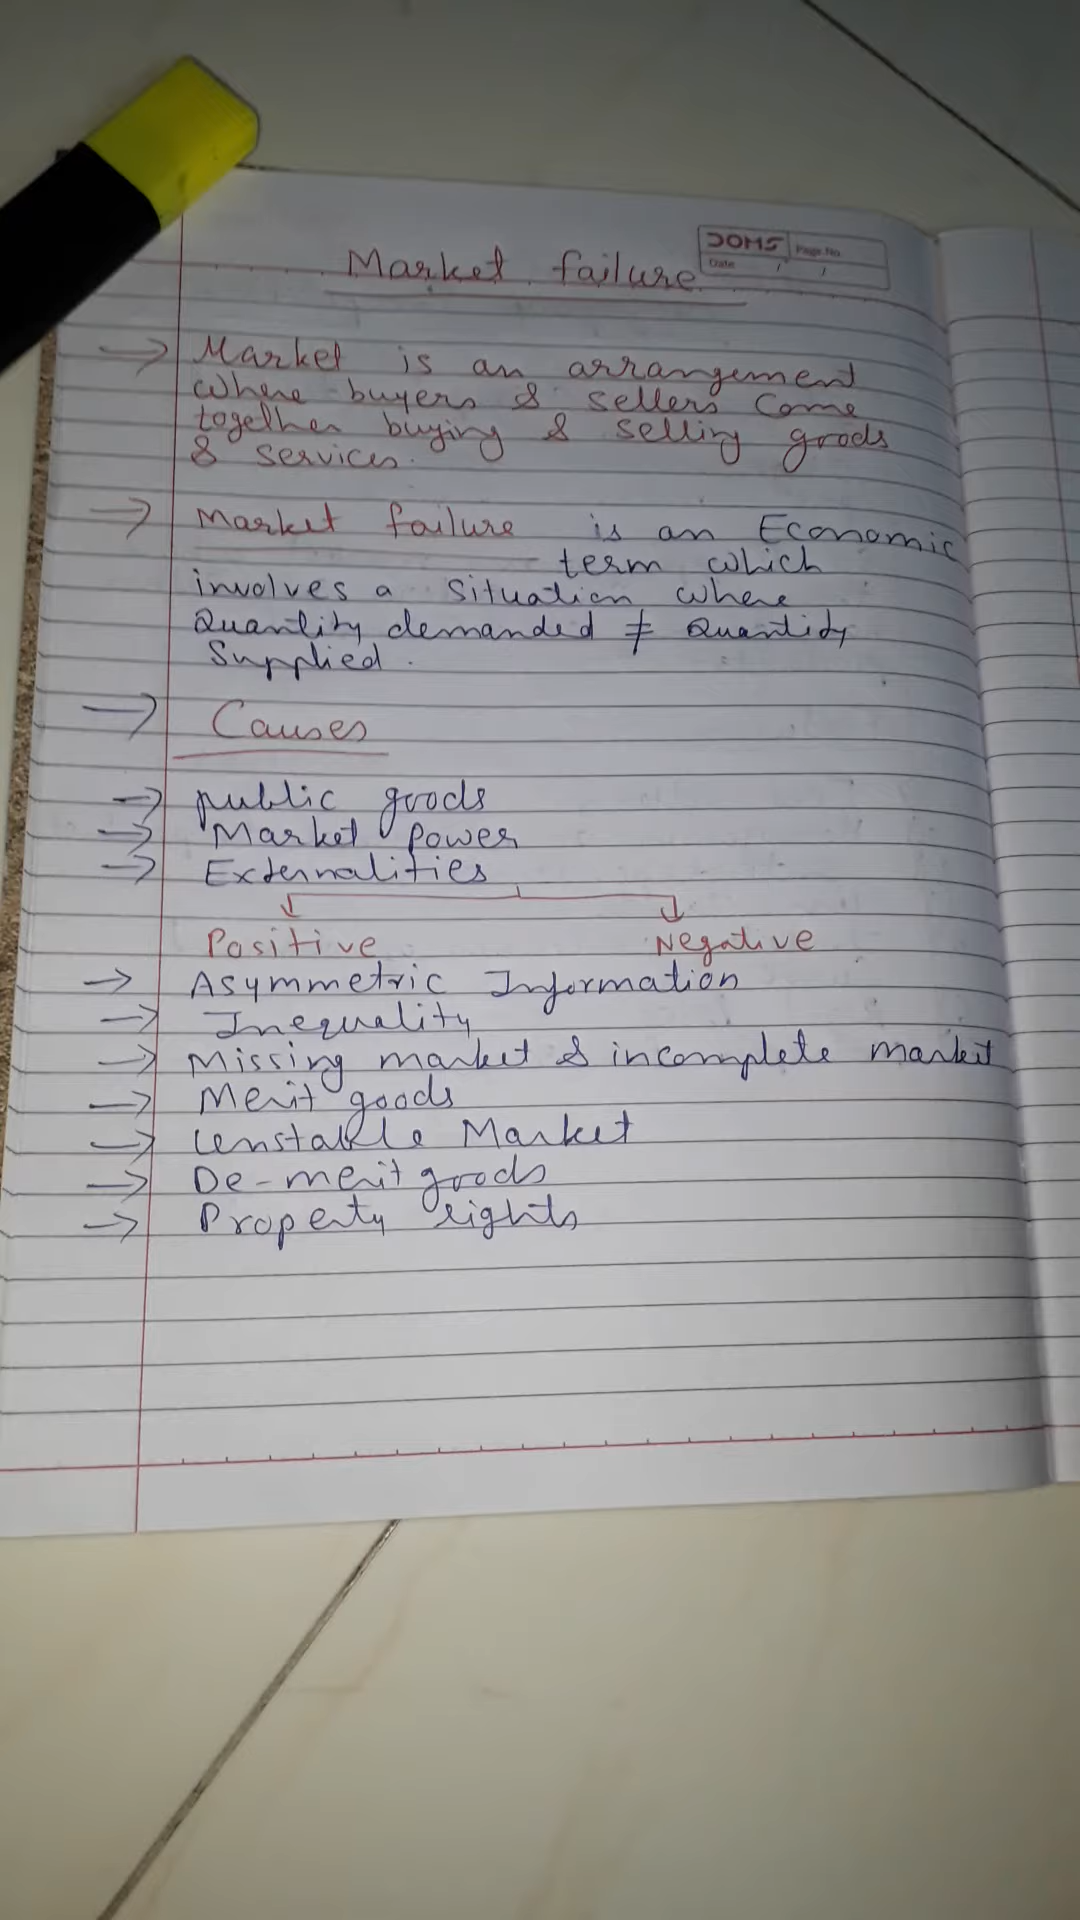 DOMS
Page No.
Date / /
Market failure
→ Market is an arrangement
where buyers & sellers come
together buying & selling goods
& services.
→ Market failure is an Economic
term which
involves a situation where
Quantity demanded ≠ Quantity
Supplied.
→ Causes
→ public goods
→ Market power
→ Externalities
Positive Negative
→ Asymmetric Information
→ Inequality
→ Missing market & incomplete market
→ Merit goods
→ Unstable Market
→ De-merit goods
→ Property rights